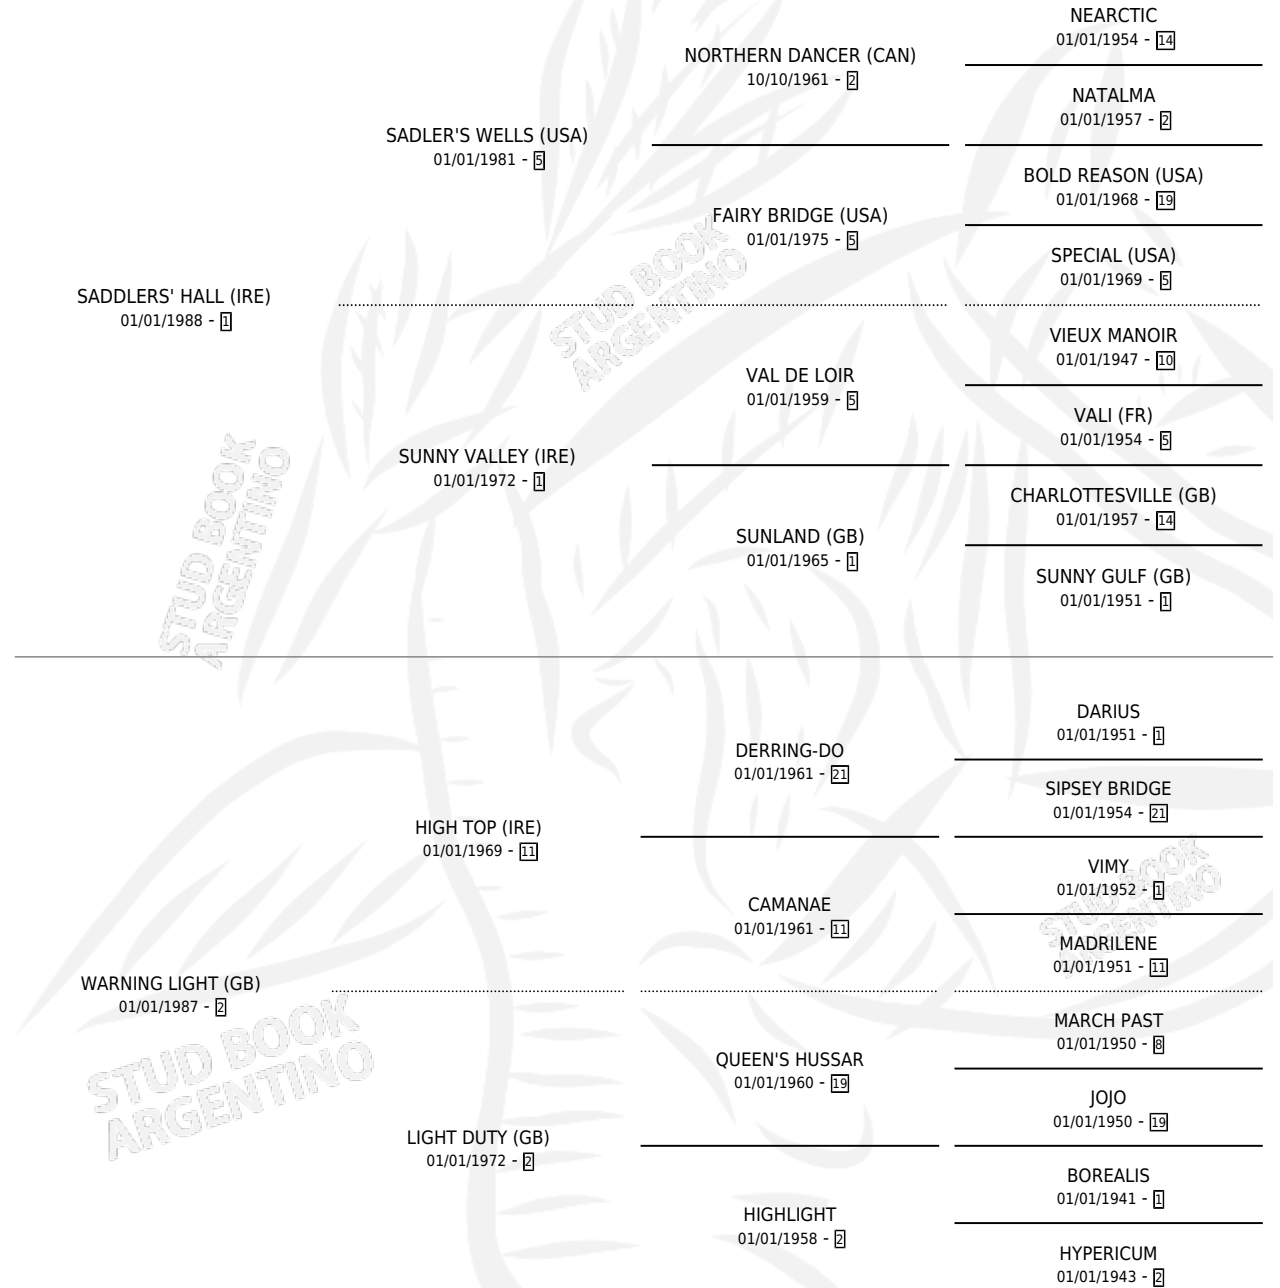 NEARCTIC
01/01/1954 - 14
NORTHERN DANCER (CAN)
10/10/1961 - 2
NATALMA
01/01/1957 - 2
SADLER'S WELLS (USA)
01/01/1981 - 5
BOLD REASON (USA)
01/01/1968 - 19
FAIRY BRIDGE (USA)
01/01/1975 - 5
SPECIAL (USA)
01/01/1969 - 5
SADDLERS' HALL (IRE)
01/01/1988 - 1
STUD BOOK
ARGENTINO
VIEUX MANOIR
01/01/1947 - 10
VAL DE LOIR
01/01/1959 - 5
VALI (FR)
01/01/1954 - 5
SUNNY VALLEY (IRE)
01/01/1972 - 1
CHARLOTTESVILLE (GB)
01/01/1957 - 14
SUNLAND (GB)
01/01/1965 - 1
SUNNY GULF (GB)
01/01/1951 - 1
STUD BOOK
ARGENTINO
DARIUS
01/01/1951 - 1
DERRING-DO
01/01/1961 - 21
SIPSEY BRIDGE
01/01/1954 - 21
HIGH TOP (IRE)
01/01/1969 - 11
VIMY
01/01/1952 - 1
CAMANAE
01/01/1961 - 11
MADRILENE
01/01/1951 - 11
STUD BOOK
ARGENTINO
WARNING LIGHT (GB)
01/01/1987 - 2
MARCH PAST
01/01/1950 - 8
QUEEN'S HUSSAR
01/01/1960 - 19
JOJO
01/01/1950 - 19
STUD BOOK
ARGENTINO
LIGHT DUTY (GB)
01/01/1972 - 2
BOREALIS
01/01/1941 - 1
HIGHLIGHT
01/01/1958 - 2
HYPERICUM
01/01/1943 - 2